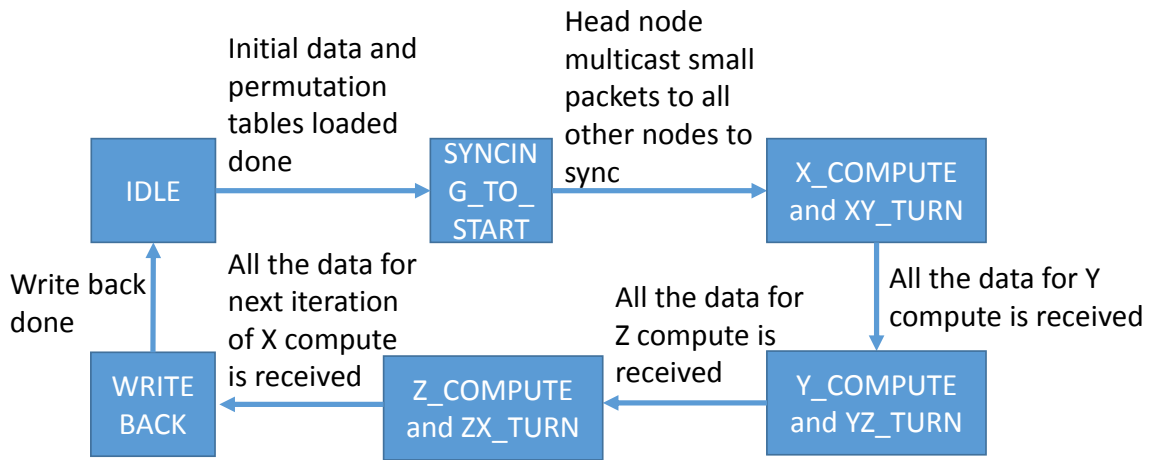 Initial data and
permutation
tables loaded
done
Head node
multicast small
packets to all
other nodes to
sync
IDLE
SYNCIN
G_TO_
START
X_COMPUTE
and XY_TURN
Write back
done
All the data for
next iteration
of X compute
is received
All the data for
Z compute is
received
All the data for Y
compute is received
WRITE
BACK
Z_COMPUTE
and ZX_TURN
Y_COMPUTE
and YZ_TURN